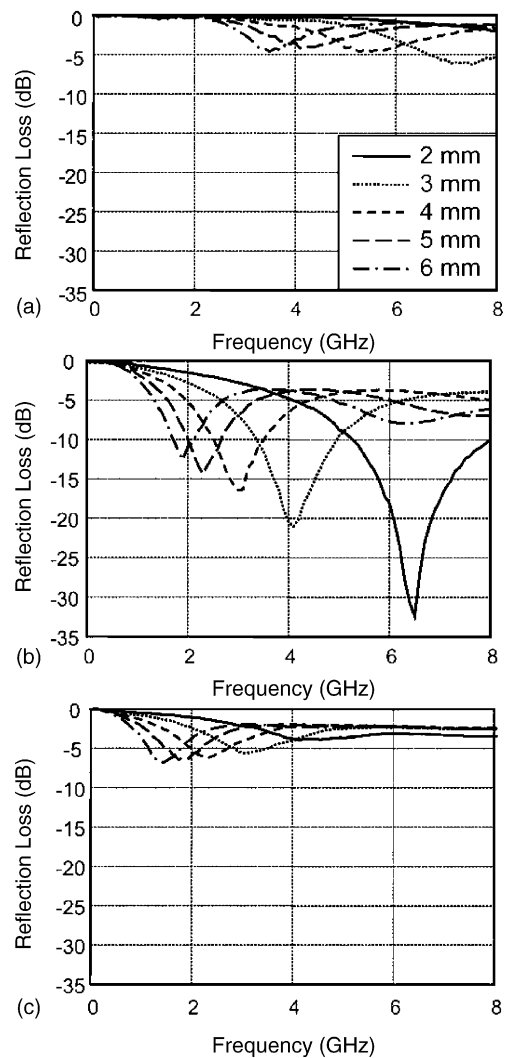 0
-5
-10
-15
-20
-25
-30
-35
Reflection Loss (dB)
2 mm
3 mm
4 mm
5 mm
6 mm
(a)
0 2 4 6 8
Frequency (GHz)
0
-5
-10
-15
-20
-25
-30
-35
Reflection Loss (dB)
(b)
0 2 4 6 8
Frequency (GHz)
0
-5
-10
-15
-20
-25
-30
-35
Reflection Loss (dB)
(c)
0 2 4 6 8
Frequency (GHz)